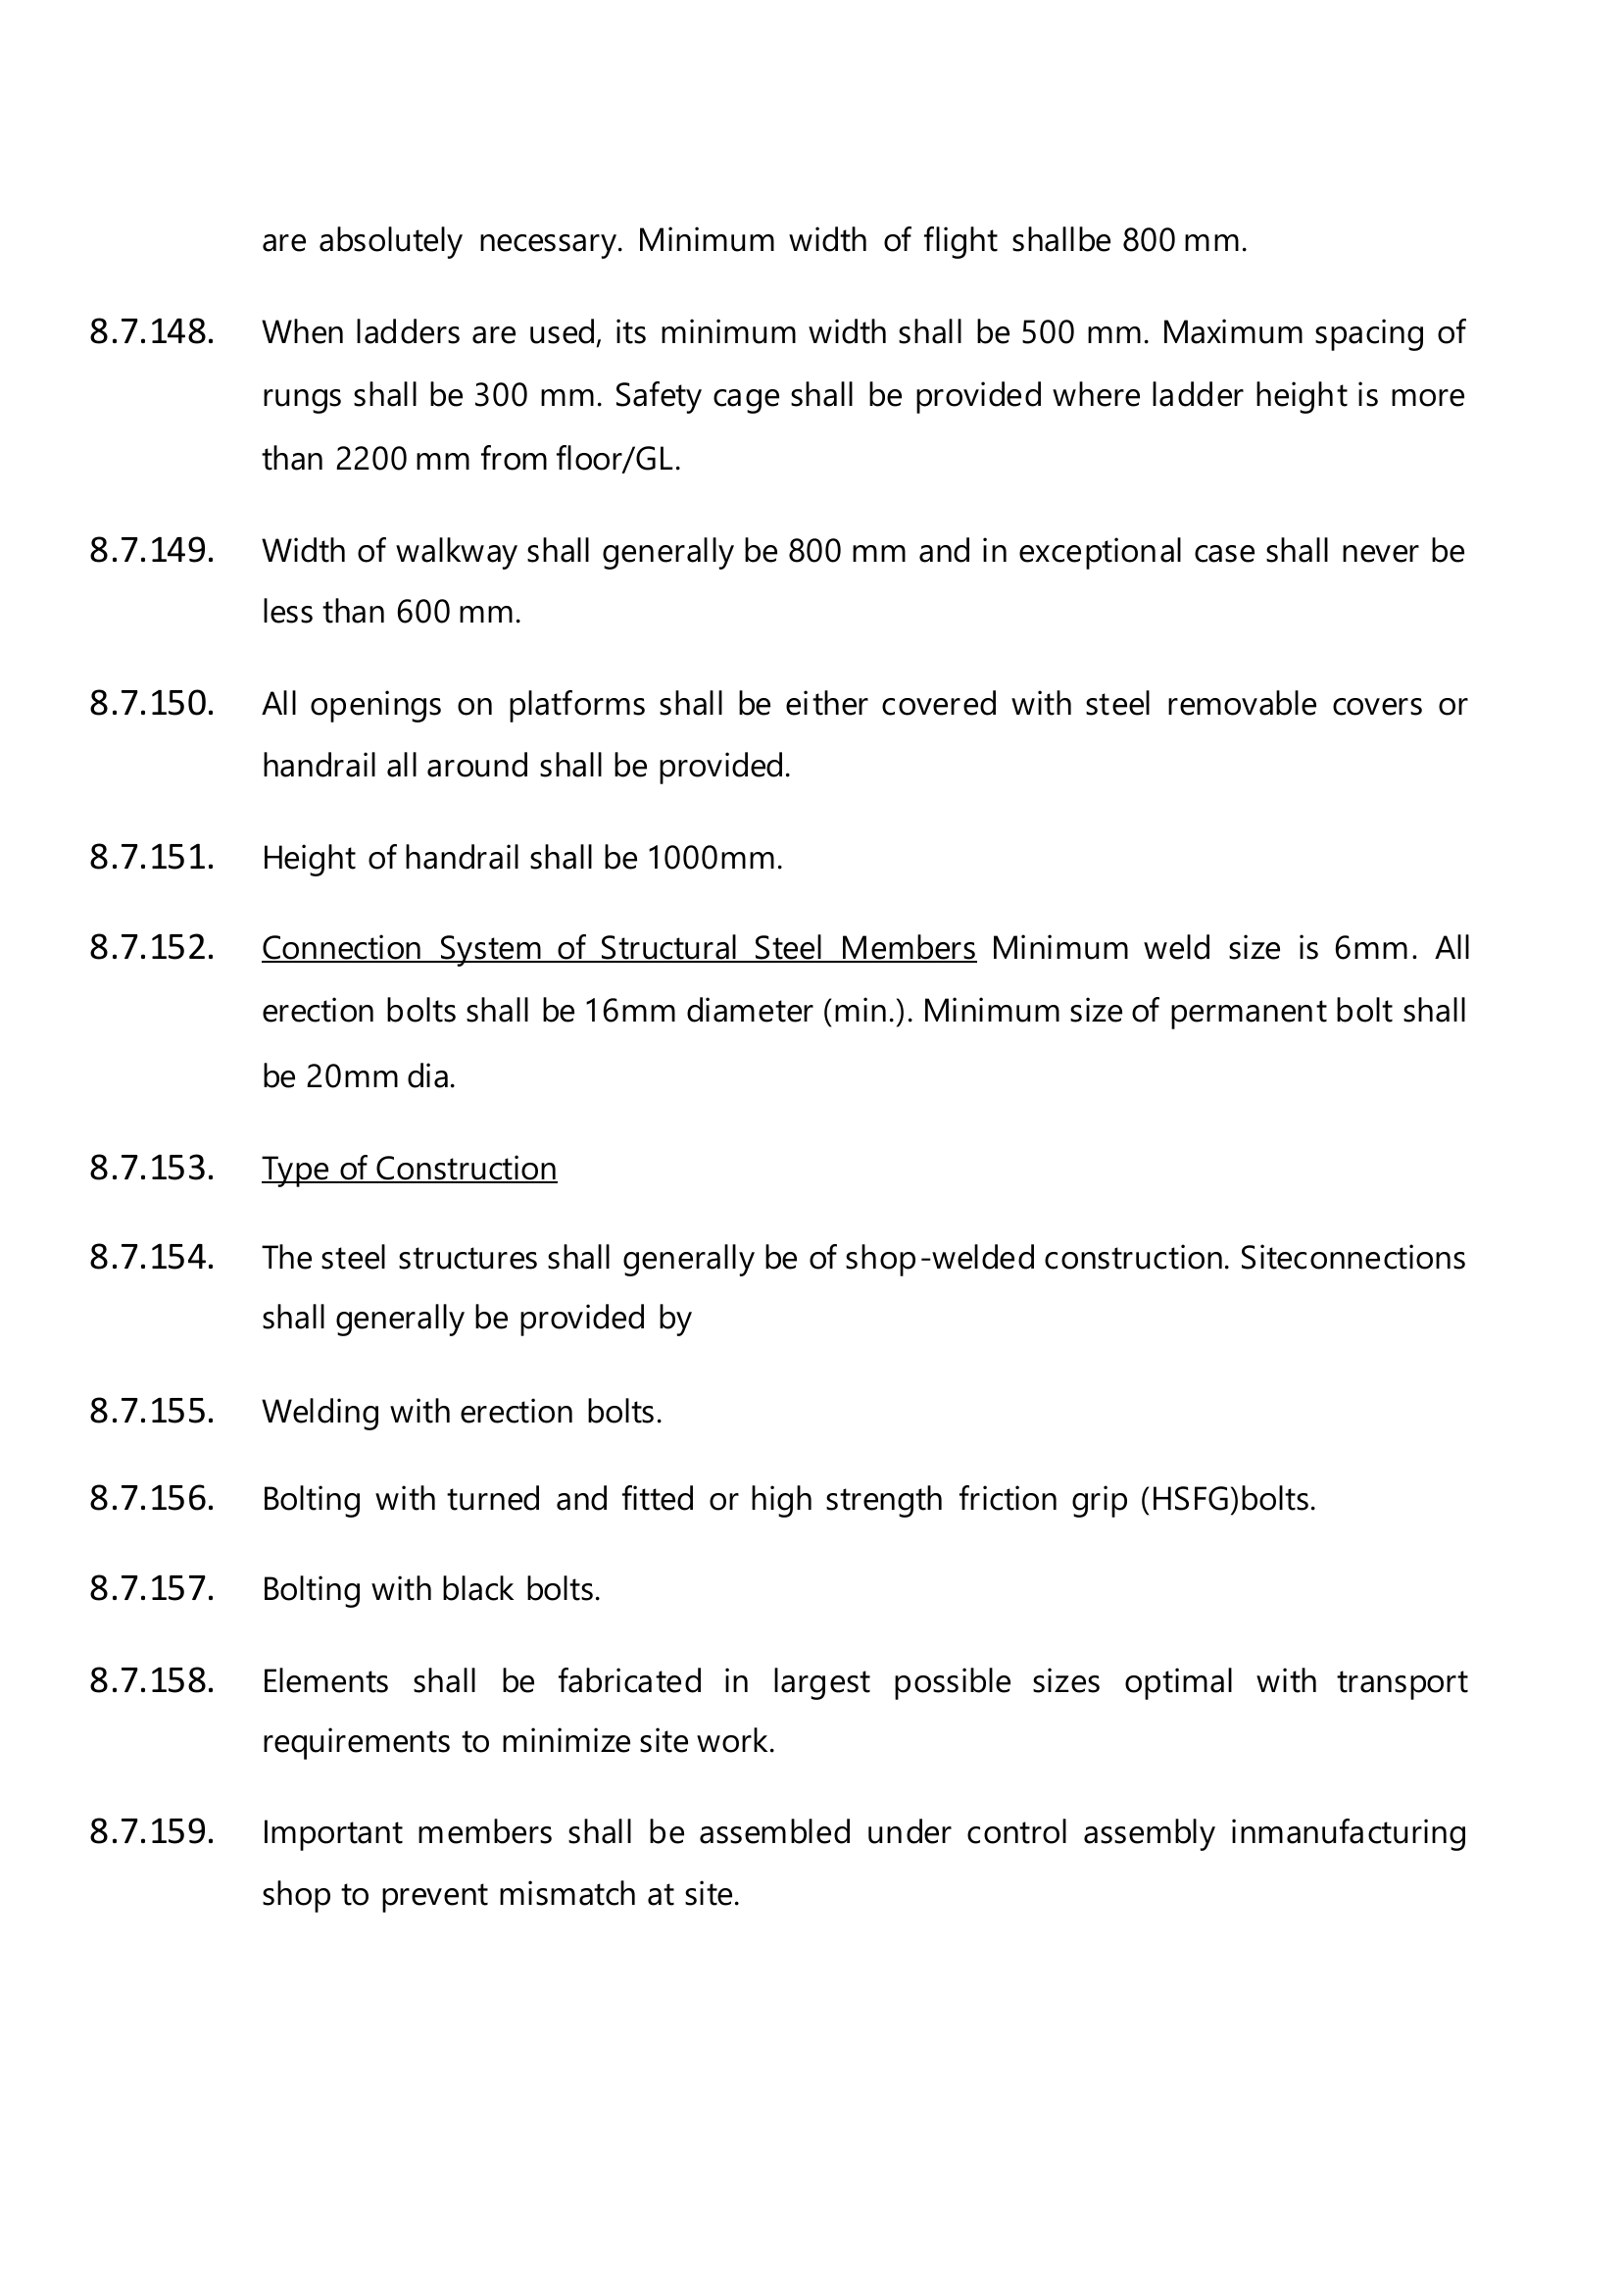 are absolutely necessary. Minimum width of flight shallbe 800 mm.
8.7.148. When ladders are used, its minimum width shall be 500 mm. Maximum spacing of
rungs shall be 300 mm. Safety cage shall be provided where ladder height is more
than 2200 mm from floor/GL.
8.7.149. Width of walkway shall generally be 800 mm and in exceptional case shall never be
less than 600 mm.
8.7.150. All openings on platforms shall be either covered with steel removable covers or
handrail all around shall be provided.
8.7.151. Height of handrail shall be 1000mm.
8.7.152. Connection System of Structural Steel Members Minimum weld size is 6mm. All
erection bolts shall be 16mm diameter (min.). Minimum size of permanent bolt shall
be 20mm dia.
8.7.153. Type of Construction
8.7.154. The steel structures shall generally be of shop-welded construction. Siteconnections
shall generally be provided by
8.7.155. Welding with erection bolts.
8.7.156. Bolting with turned and fitted or high strength friction grip (HSFG)bolts.
8.7.157. Bolting with black bolts.
8.7.158. Elements shall be fabricated in largest possible sizes optimal with transport
requirements to minimize site work.
8.7.159. Important members shall be assembled under control assembly inmanufacturing
shop to prevent mismatch at site.